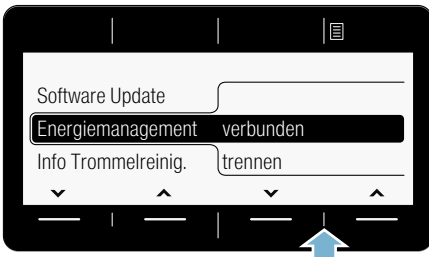 Software Update
Energiemanagement verbunden
Info Trommelreinig. trennen